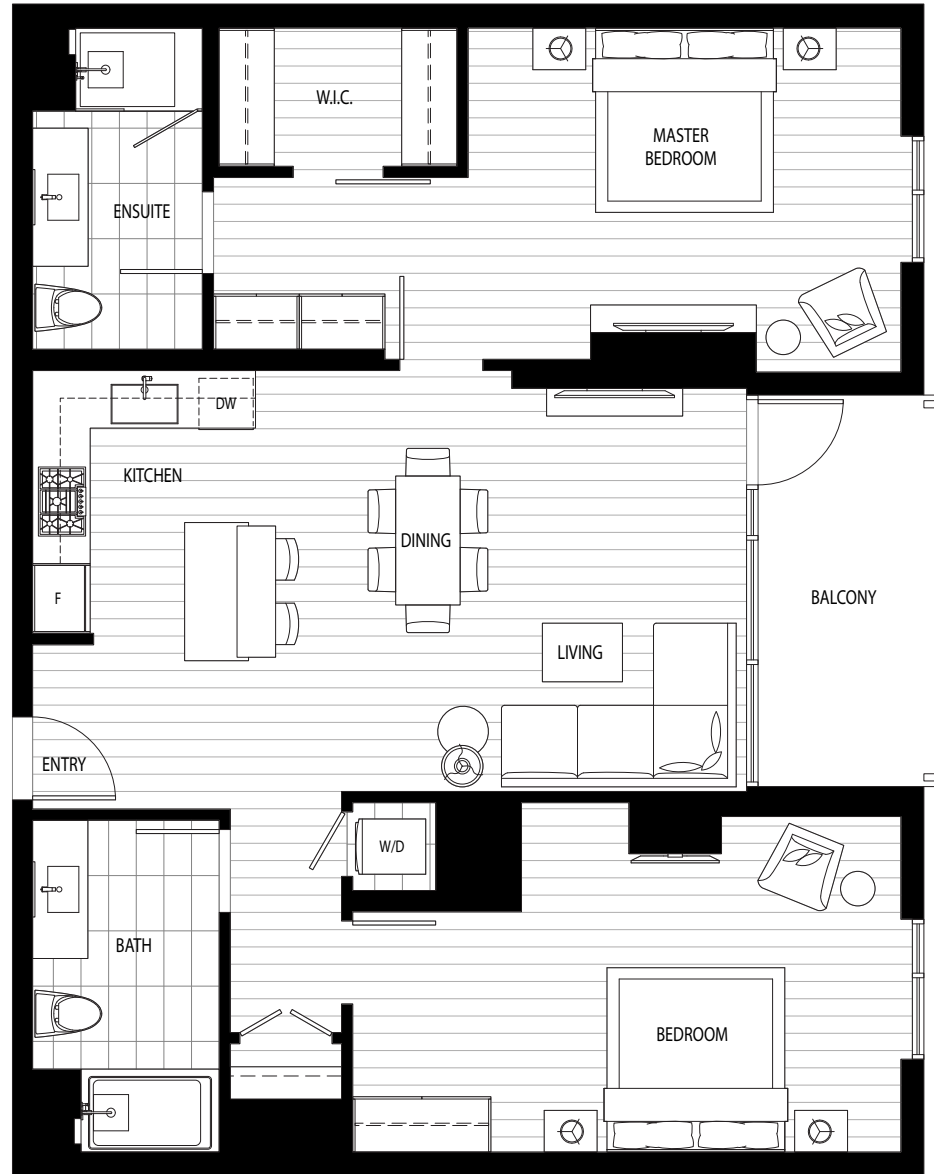 W.I.C.
MASTER
BEDROOM
ENSUITE
DW
KITCHEN
DINING
F
BALCONY
LIVING
ENTRY
W/D
BATH
BEDROOM